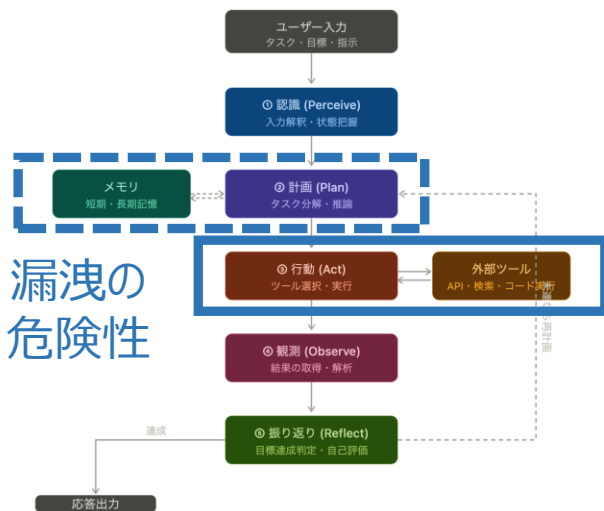 ユーザー入力
タスク・目標・指示
① 認識 (Perceive)
入力解釈・状態把握
メモリ
短期・長期記憶
② 計画 (Plan)
タスク分解・推論
漏洩の
危険性
③ 行動 (Act)
ツール選択・実行
外部ツール
API・検索・コード実行
再計画
④ 観測 (Observe)
結果の取得・解析
達成
⑤ 振り返り (Reflect)
目標達成判定・自己評価
応答出力